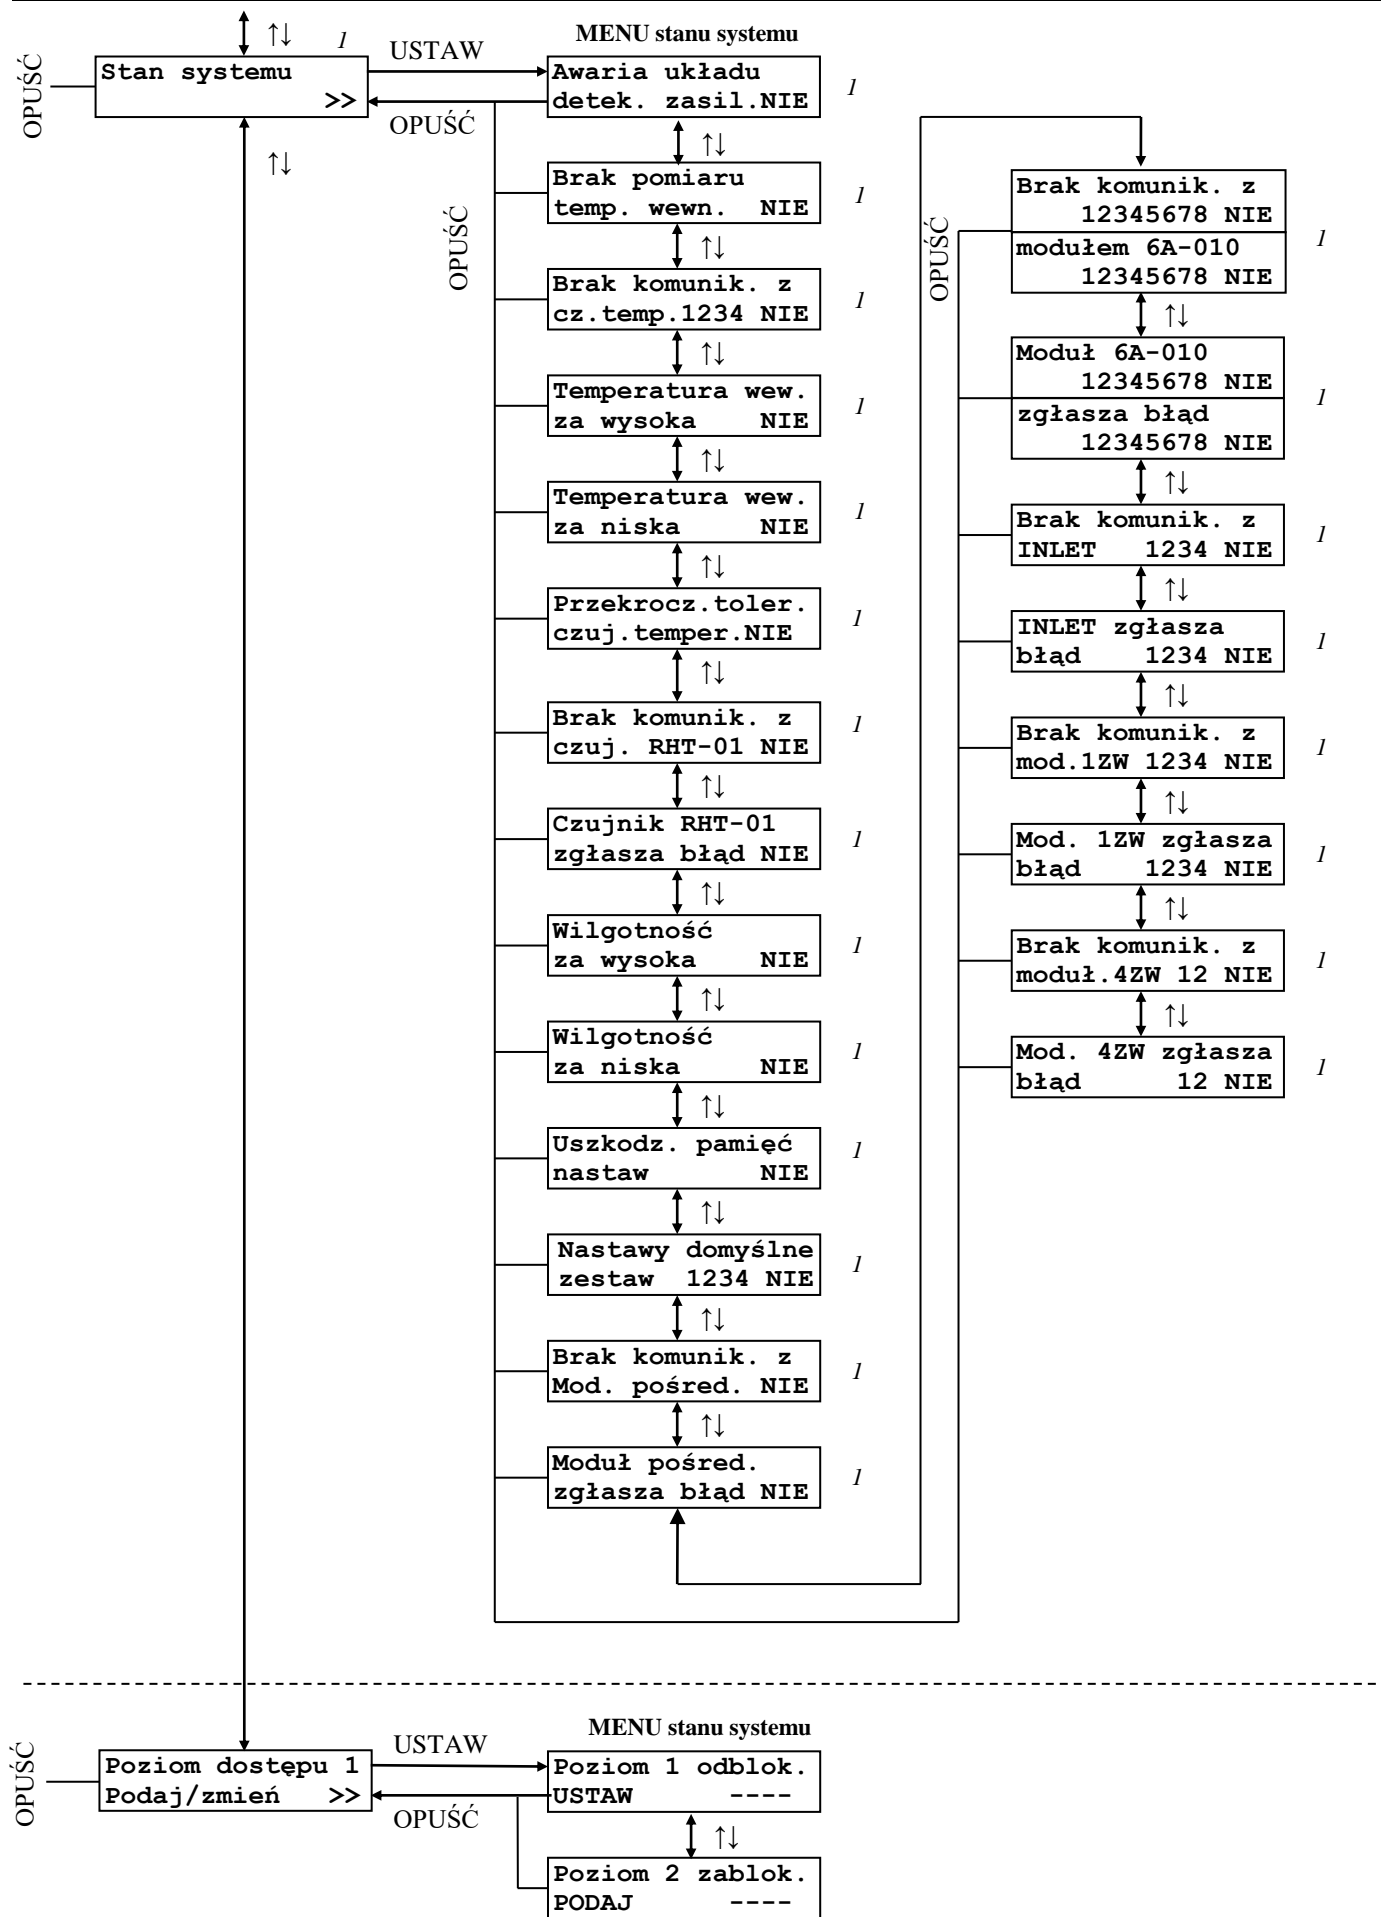 ↑↓ 1
OPUŚĆ
Stan systemu
>>
USTAW
OPUŚĆ
↑↓
MENU stanu systemu
Awaria układu
detek. zasil.NIE
1
↑↓
OPUŚĆ
Brak pomiaru
temp. wewn. NIE
1
↑↓
Brak komunik. z
cz.temp.1234 NIE
1
↑↓
Temperatura wew.
za wysoka NIE
1
↑↓
Temperatura wew.
za niska NIE
1
↑↓
Przekrocz.toler.
czuj.temper.NIE
1
↑↓
Brak komunik. z
czuj. RHT-01 NIE
1
↑↓
Czujnik RHT-01
zgłasza błąd NIE
1
↑↓
Wilgotność
za wysoka NIE
1
↑↓
Wilgotność
za niska NIE
1
↑↓
Uszkodz. pamięć
nastaw NIE
1
↑↓
Nastawy domyślne
zestaw 1234 NIE
1
↑↓
Brak komunik. z
Mod. pośred. NIE
1
↑↓
Moduł pośred.
zgłasza błąd NIE
1
OPUŚĆ
Brak komunik. z
12345678 NIE
modułem 6A-010
12345678 NIE
1
↑↓
Moduł 6A-010
12345678 NIE
zgłasza błąd
12345678 NIE
1
↑↓
Brak komunik. z
INLET 1234 NIE
1
↑↓
INLET zgłasza
błąd 1234 NIE
1
↑↓
Brak komunik. z
mod.1ZW 1234 NIE
1
↑↓
Mod. 1ZW zgłasza
błąd 1234 NIE
1
↑↓
Brak komunik. z
moduł.4ZW 12 NIE
1
↑↓
Mod. 4ZW zgłasza
błąd 12 NIE
1
OPUŚĆ
Poziom dostępu 1
Podaj/zmień >>
USTAW
OPUŚĆ
MENU stanu systemu
Poziom 1 odblok.
USTAW ----
↑↓
Poziom 2 zablok.
PODAJ ----